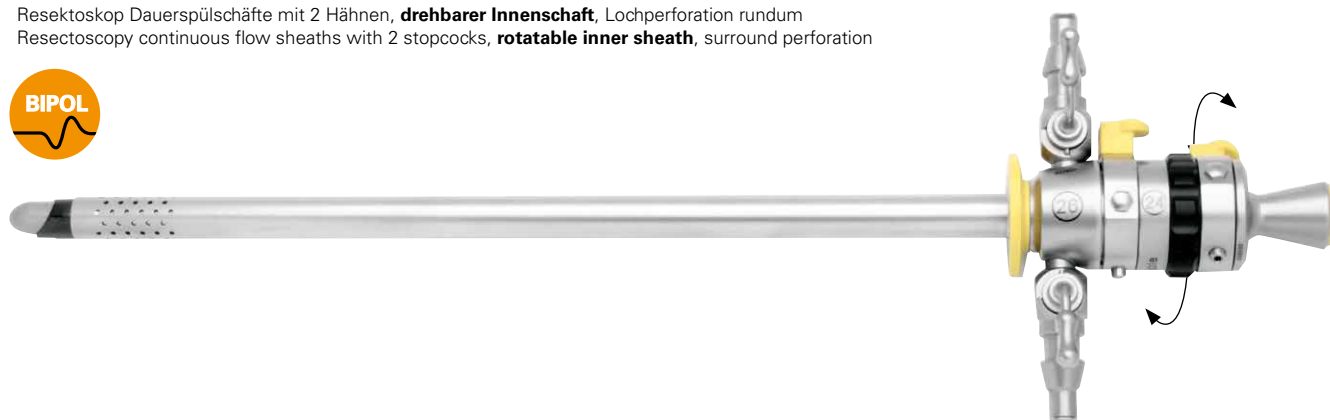 Resektoskop Dauerspülschäfte mit 2 Hähnen, drehbarer Innenschaft, Lochperforation rundum
Resectoscopy continuous flow sheaths with 2 stopcocks, rotatable inner sheath, surround perforation
BIPOL
26
24